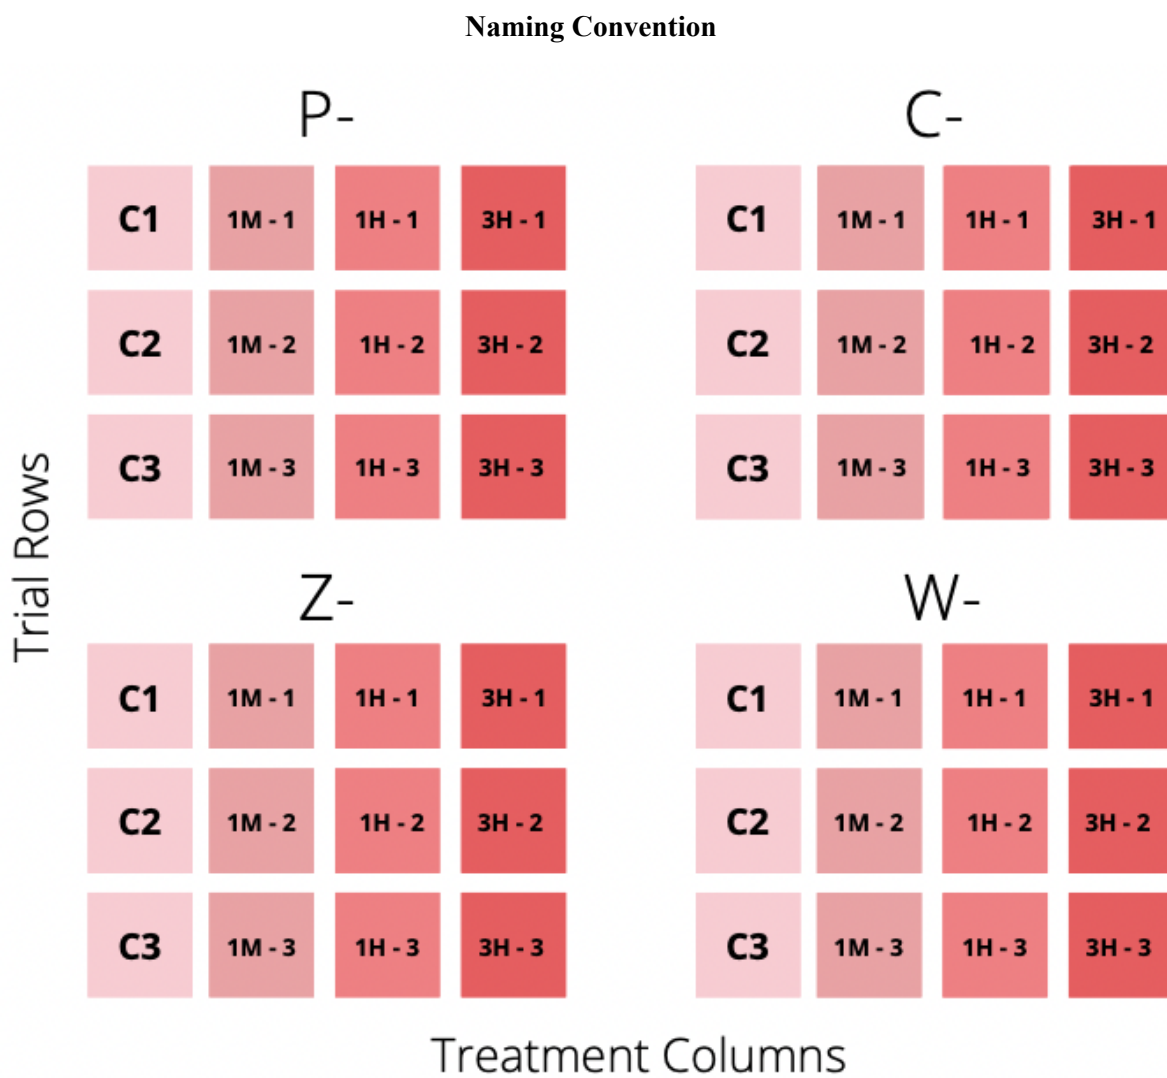 Naming Convention
P- C-
C1 1M - 1 1H - 1 3H - 1 C1 1M - 1 1H - 1 3H - 1
C2 1M - 2 1H - 2 3H - 2 C2 1M - 2 1H - 2 3H - 2
C3 1M - 3 1H - 3 3H - 3 C3 1M - 3 1H - 3 3H - 3
Trial Rows
Z- W-
C1 1M - 1 1H - 1 3H - 1 C1 1M - 1 1H - 1 3H - 1
C2 1M - 2 1H - 2 3H - 2 C2 1M - 2 1H - 2 3H - 2
C3 1M - 3 1H - 3 3H - 3 C3 1M - 3 1H - 3 3H - 3
Treatment Columns